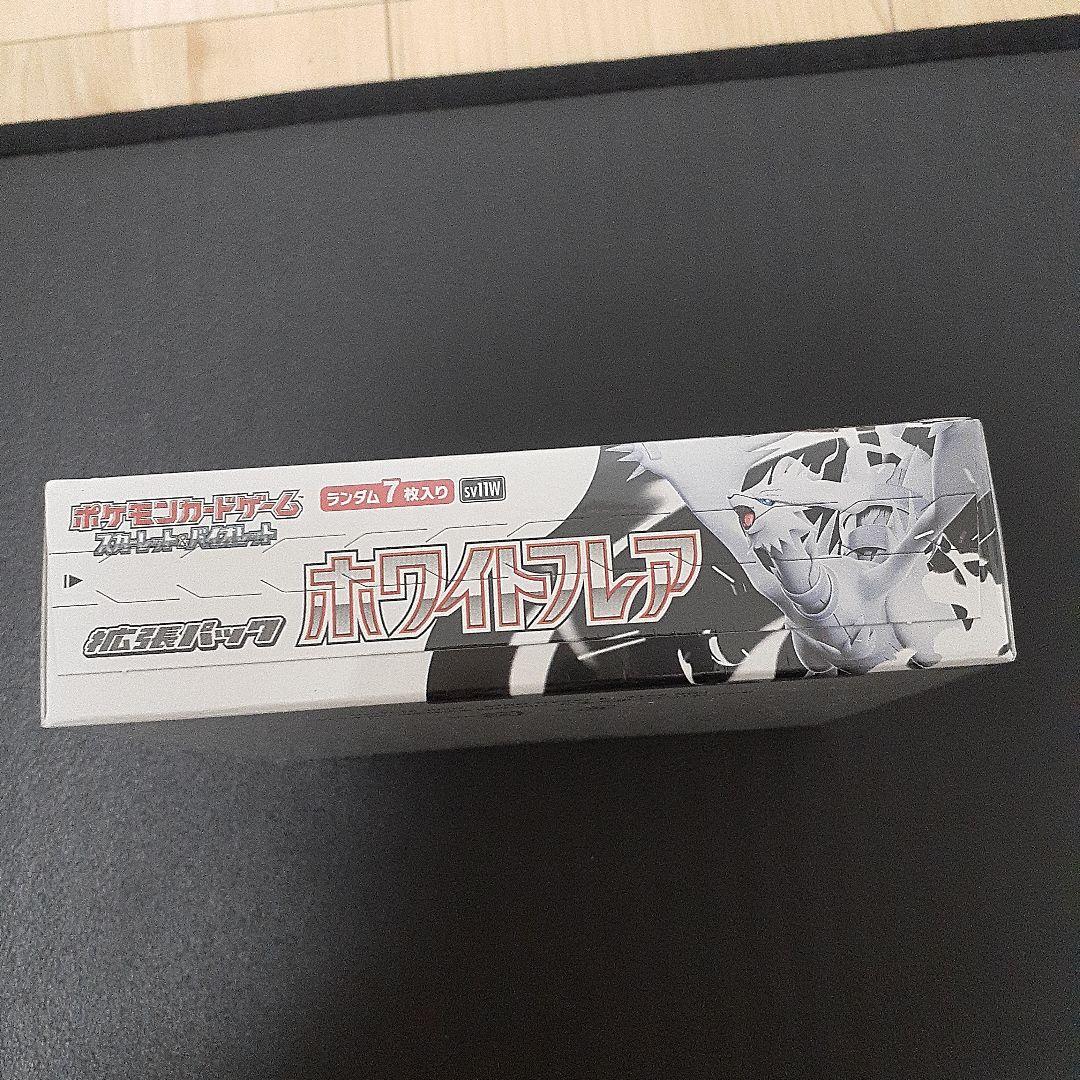 ポケモンカードゲーム
スカーレット&バイオレット
ランダム7枚入り
sv11W
拡張パック
ホワイトフレア